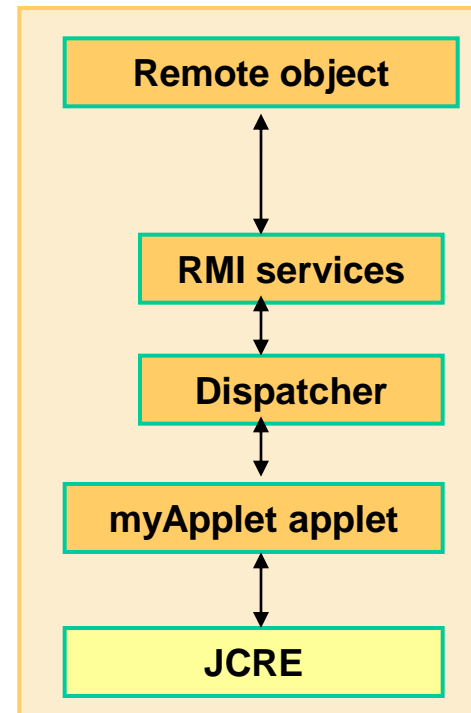 Remote object
RMI services
Dispatcher
myApplet applet
JCRE